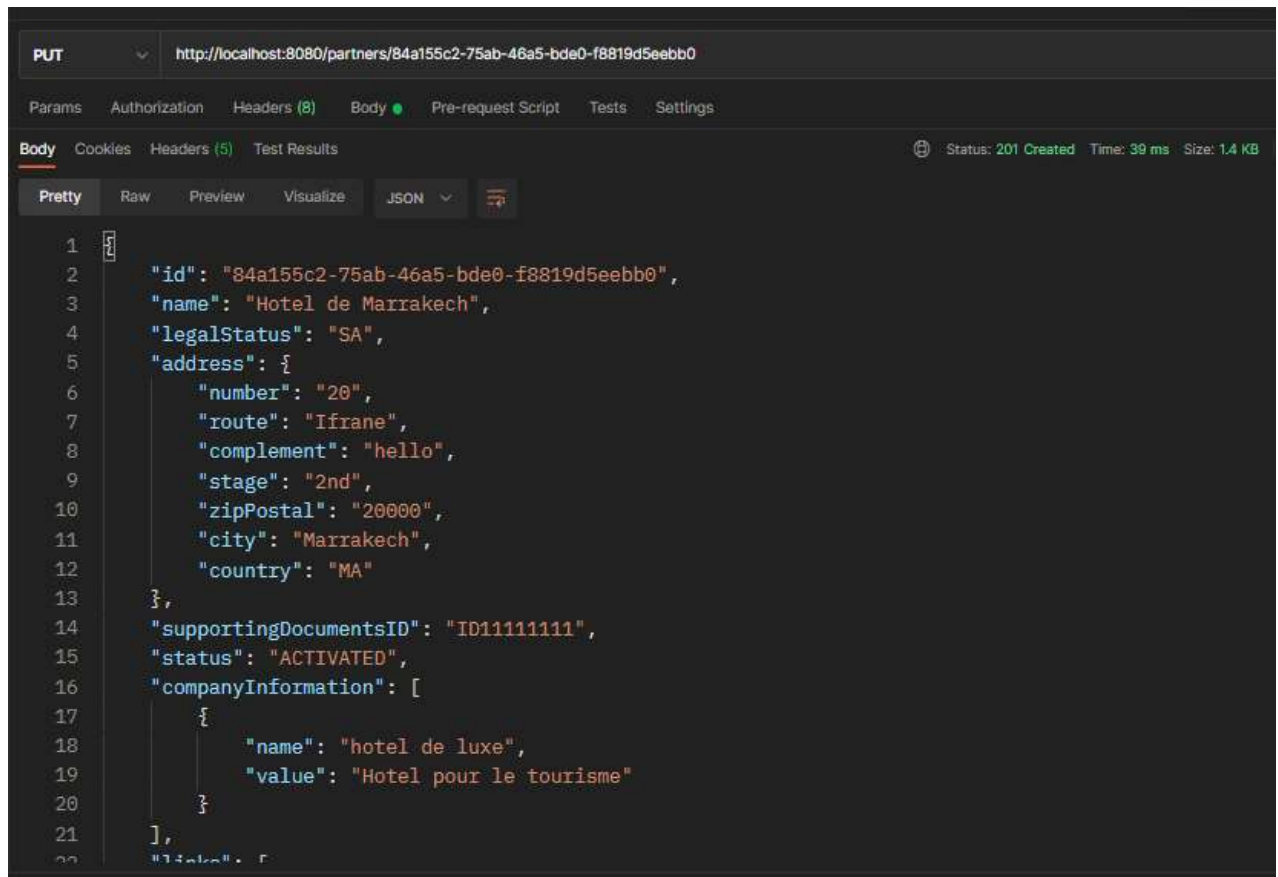 PUT http://localhost:8080/partners/84a155c2-75ab-46a5-bde0-f8819d5eebb0
Params Authorization Headers (8) Body Pre-request Script Tests Settings
Body Cookies Headers (5) Test Results Status: 201 Created Time: 39 ms Size: 1.4 KB
Pretty Raw Preview Visualize JSON
1 {
2 "id": "84a155c2-75ab-46a5-bde0-f8819d5eebb0",
3 "name": "Hotel de Marrakech",
4 "legalStatus": "SA",
5 "address": {
6 "number": "20",
7 "route": "Ifrane",
8 "complement": "hello",
9 "stage": "2nd",
10 "zipPostal": "20000",
11 "city": "Marrakech",
12 "country": "MA"
13 },
14 "supportingDocumentsID": "ID11111111",
15 "status": "ACTIVATED",
16 "companyInformation": [
17 {
18 "name": "hotel de luxe",
19 "value": "Hotel pour le tourisme"
20 }
21 ],
22 "links": [